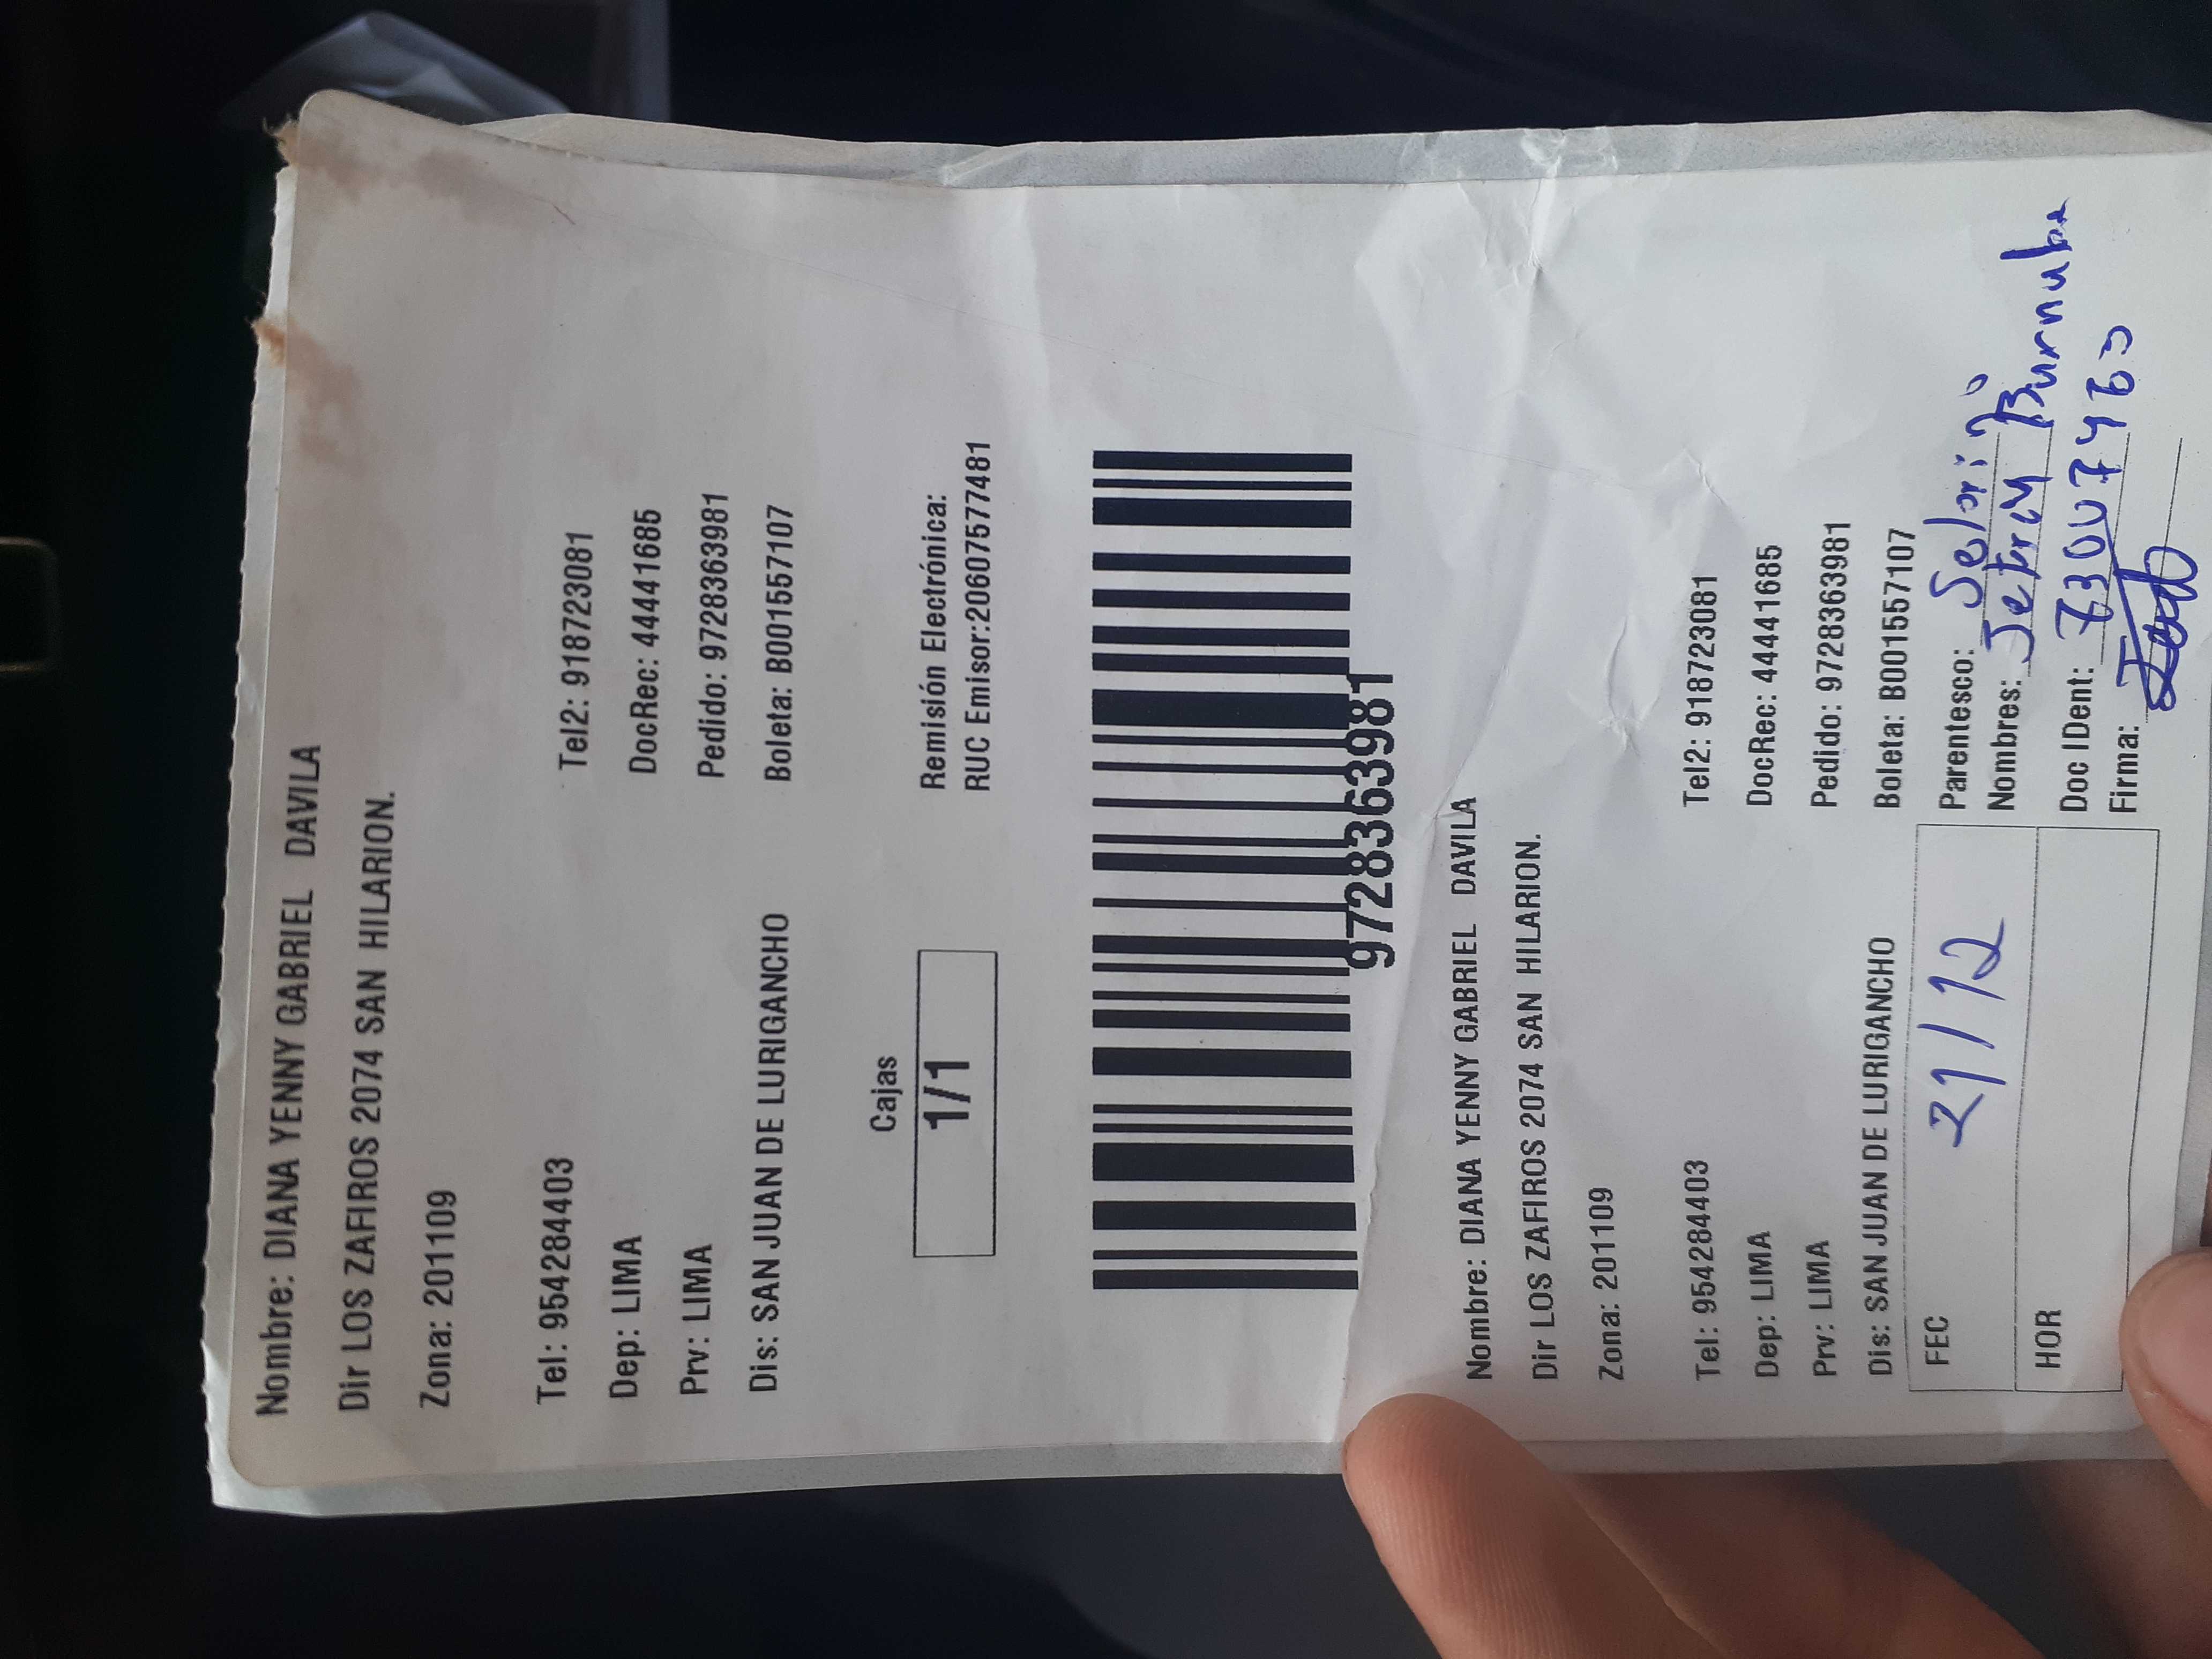 Nombre: DIANA YENNY GABRIEL DAVILA
Dir LOS ZAFIROS 2074 SAN HILARION.
Zona: 201109
Tel: 954284403 Tel2: 918723081
Dep: LIMA DocRec: 44441685
Prv: LIMA Pedido: 9728363981
Dis: SAN JUAN DE LURIGANCHO Boleta: B001557107
Cajas
1/1
Remisión Electrónica:
RUC Emisor:20607577481
9728363981
Nombre: DIANA YENNY GABRIEL DAVILA
Dir LOS ZAFIROS 2074 SAN HILARION.
Zona: 201109
Tel: 954284403 Tel2: 918723081
Dep: LIMA DocRec: 44441685
Prv: LIMA Pedido: 9728363981
Dis: SAN JUAN DE LURIGANCHO Boleta: B001557107
FEC 21/12
HOR
Parentesco:
Nombres:
Doc IDent:
Firma: